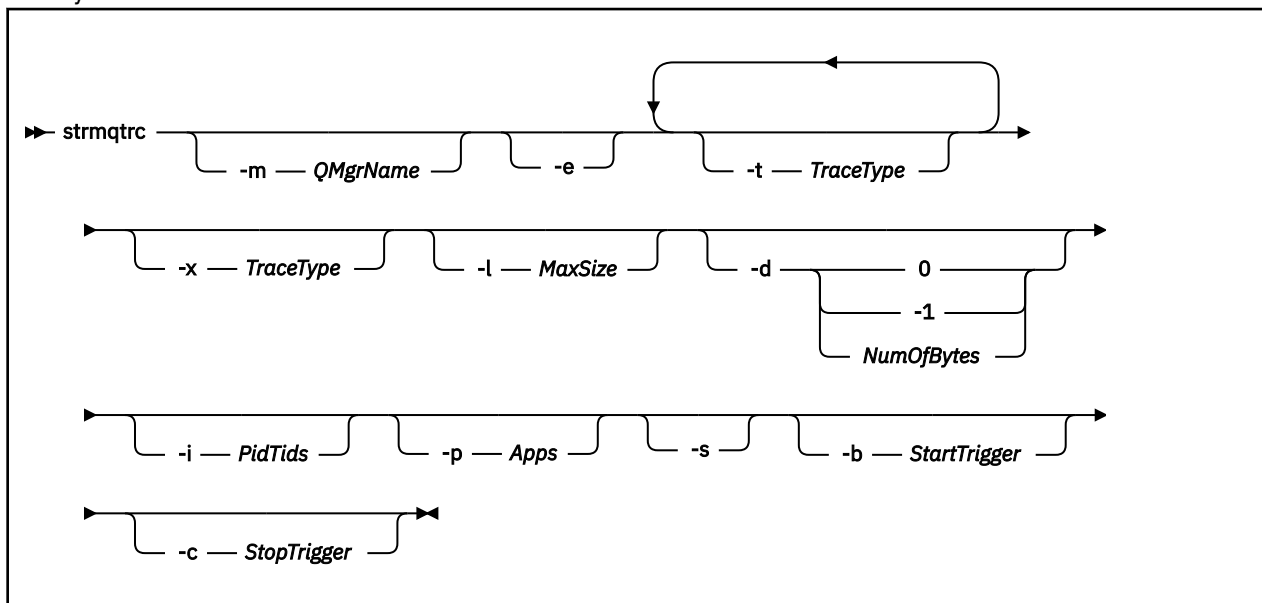 strmqtrc -m QMgrName -e -t TraceType
-x TraceType -l MaxSize -d 0
-1
NumOfBytes
-i PidTids -p Apps -s -b StartTrigger
-c StopTrigger